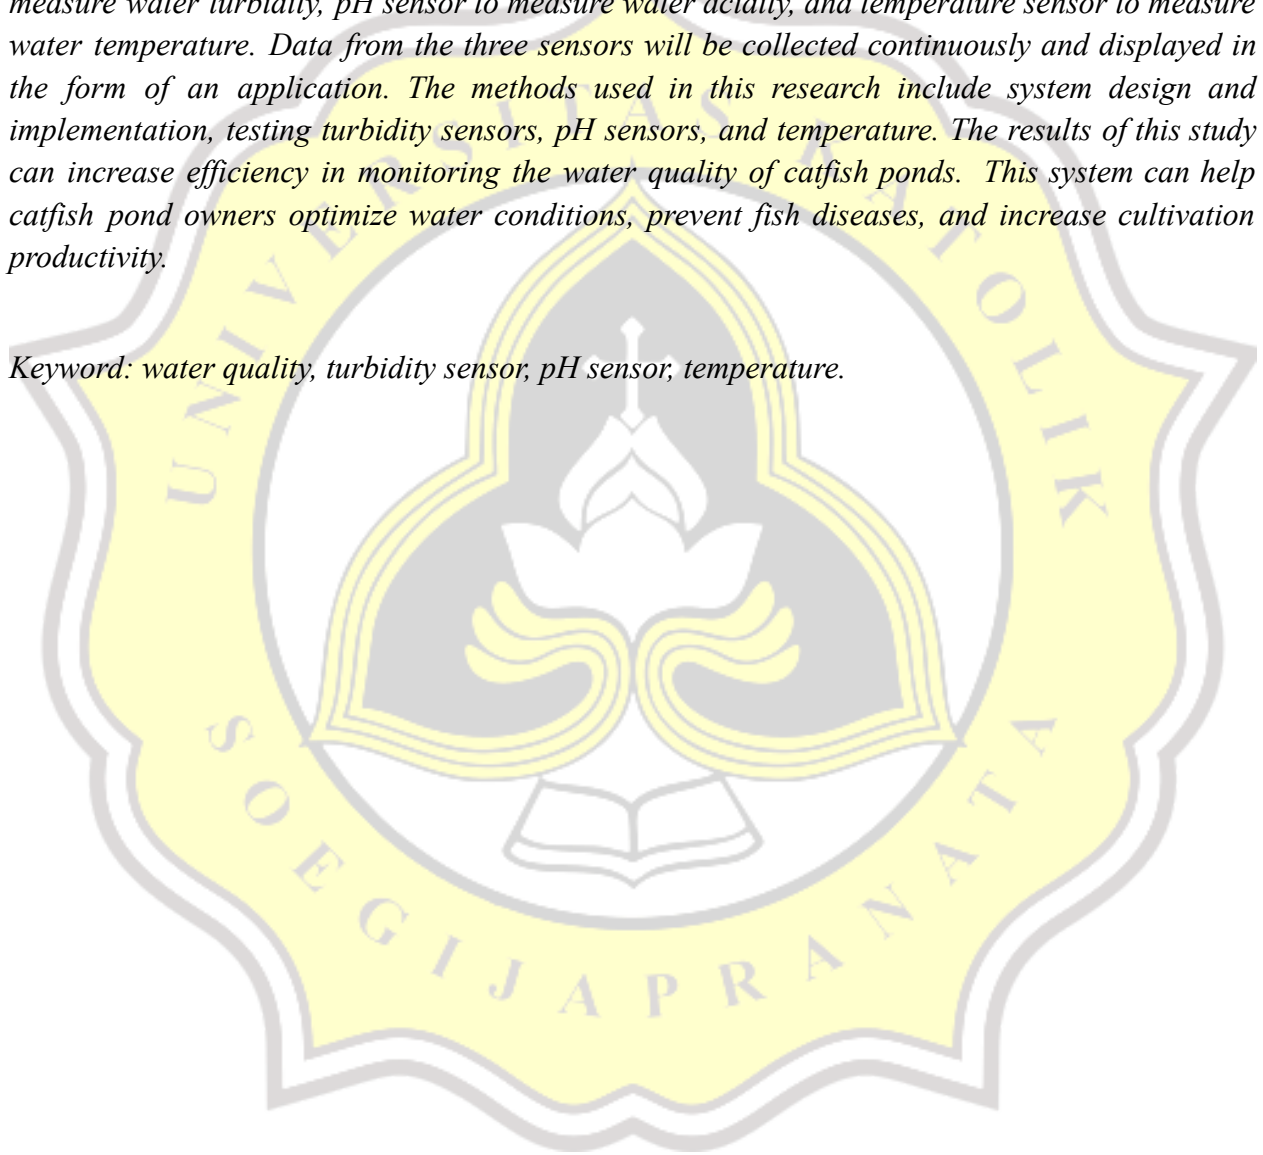 measure water turbidity, pH sensor to measure water acidity, and temperature sensor to measure
water temperature. Data from the three sensors will be collected continuously and displayed in
the form of an application. The methods used in this research include system design and
implementation, testing turbidity sensors, pH sensors, and temperature. The results of this study
can increase efficiency in monitoring the water quality of catfish ponds. This system can help
catfish pond owners optimize water conditions, prevent fish diseases, and increase cultivation
productivity.
Keyword: water quality, turbidity sensor, pH sensor, temperature.
UNIVERSITAS KATOLIK
SOEGIJAPRANATA